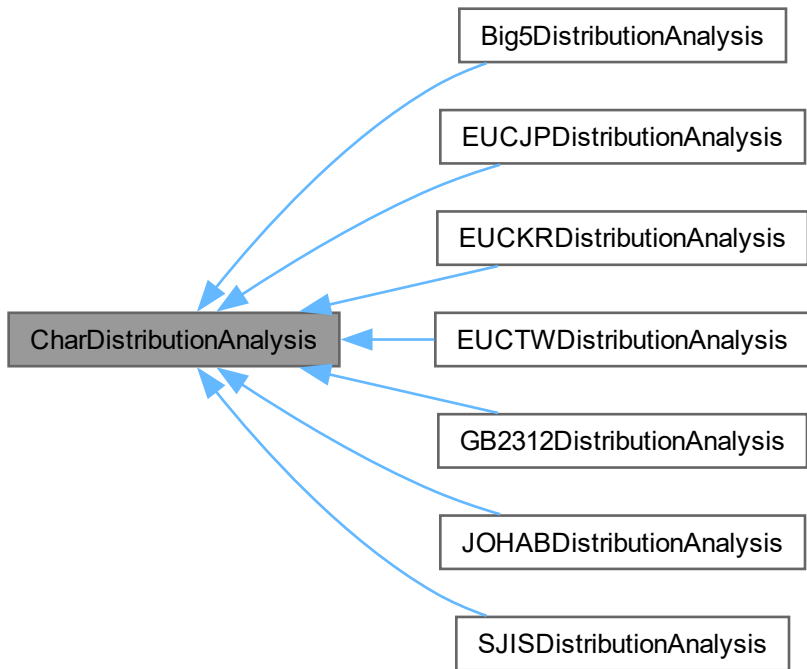 Big5DistributionAnalysis
EUCJPDistributionAnalysis
EUCKRDistributionAnalysis
CharDistributionAnalysis
EUCTWDistributionAnalysis
GB2312DistributionAnalysis
JOHABDistributionAnalysis
SJISDistributionAnalysis